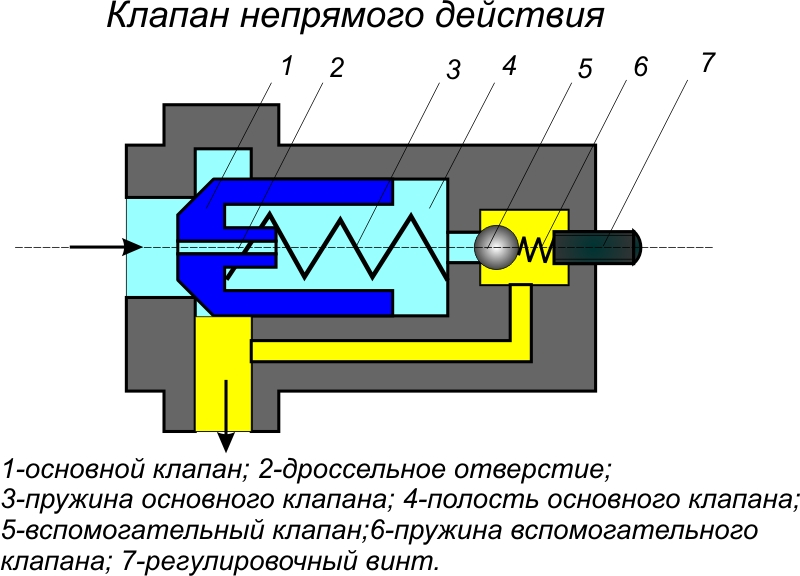 Клапан непрямого действия
1 2 3 4 5 6 7
1-основной клапан; 2-дроссельное отверстие;
3-пружина основного клапана; 4-полость основного клапана;
5-вспомогательный клапан;6-пружина вспомогательного
клапана; 7-регулировочный винт.